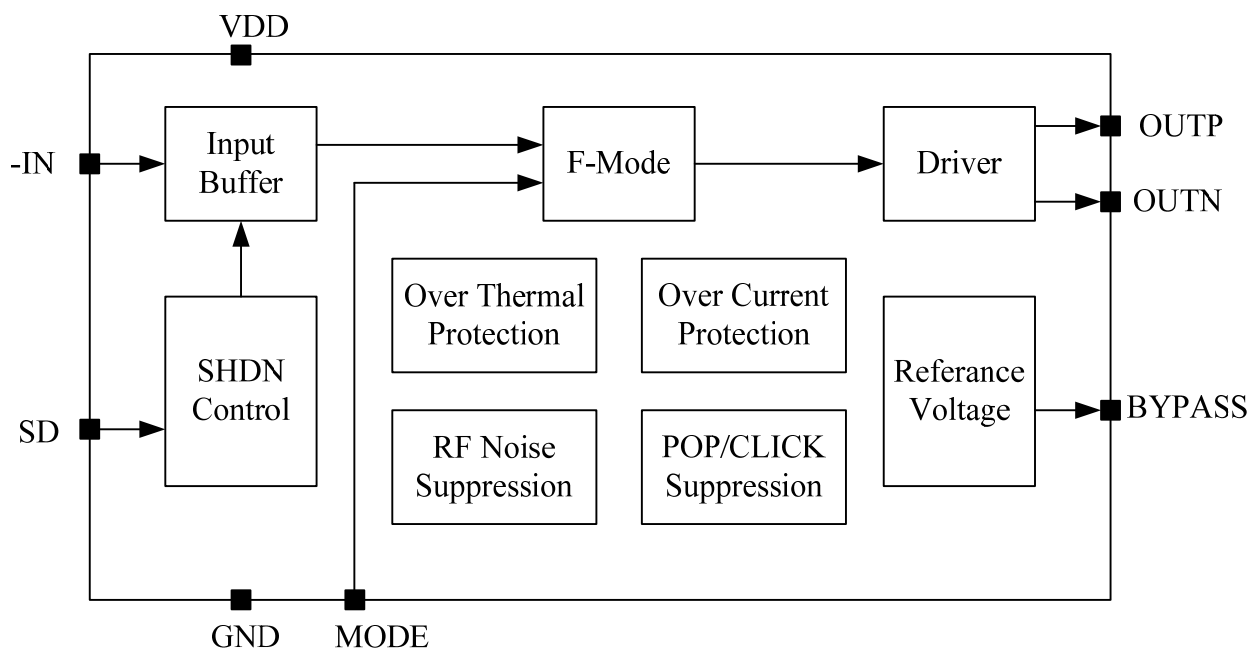 VDD
-IN
Input
Buffer
F-Mode
Driver
OUTP
OUTN
Over Thermal
Protection
Over Current
Protection
SHDN
Control
Referance
Voltage
SD
BYPASS
RF Noise
Suppression
POP/CLICK
Suppression
GND
MODE